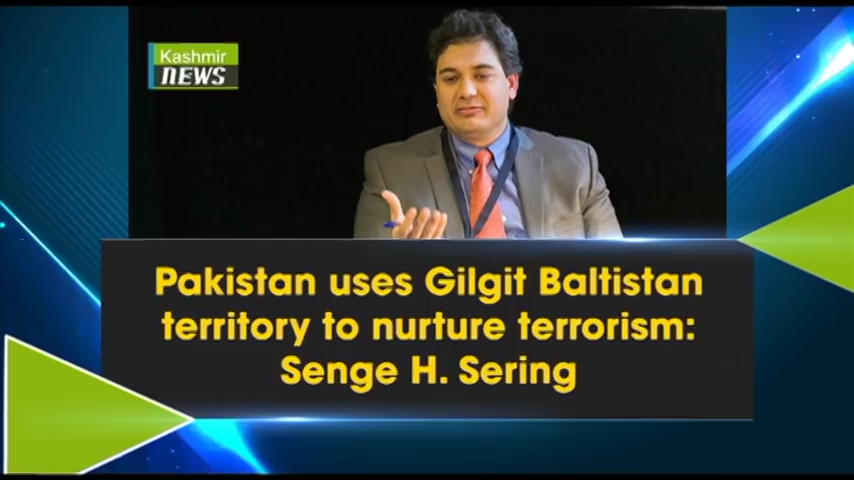 Kashmir
NEWS
Pakistan uses Gilgit Baltistan
territory to nurture terrorism:
Senge H. Sering